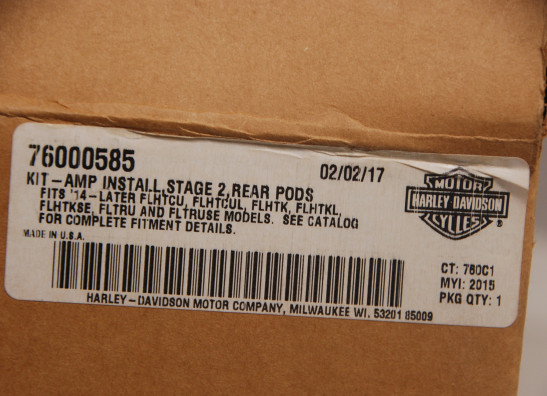 76000585
02/02/17
KIT-AMP INSTALL,STAGE 2,REAR PODS
FITS '14-LATER FLHTCU, FLHTCUL, FLHTK, FLHTKL,
FLHTKSE, FLTRU AND FLTRUSE MODELS. SEE CATALOG
FOR COMPLETE FITMENT DETAILS.
MADE IN U.S.A.
MOTOR
HARLEY-DAVIDSON
CYCLES
®
CT: 760C1
MYI: 2015
PKG QTY: 1
HARLEY-DAVIDSON MOTOR COMPANY, MILWAUKEE WI. 53201 85009